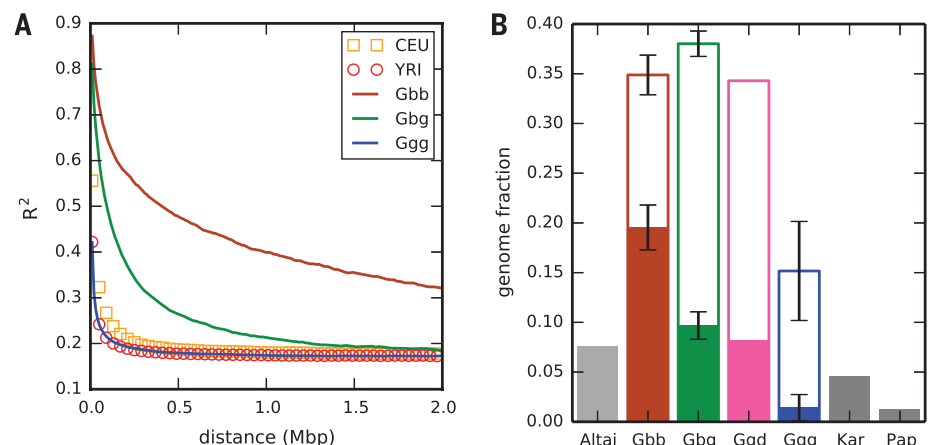 A
0.9
0.8
0.7
0.6
0.5
0.4
0.3
0.2
0.1
R2
0.0
0.5
1.0
1.5
2.0
distance (Mbp)
CEU
YRI
Gbb
Gbg
Ggg
B
0.40
0.35
0.30
0.25
0.20
0.15
0.10
0.05
0.00
genome fraction
Altai
Gbb
Gbg
Ggd
Ggg
Kar
Pap